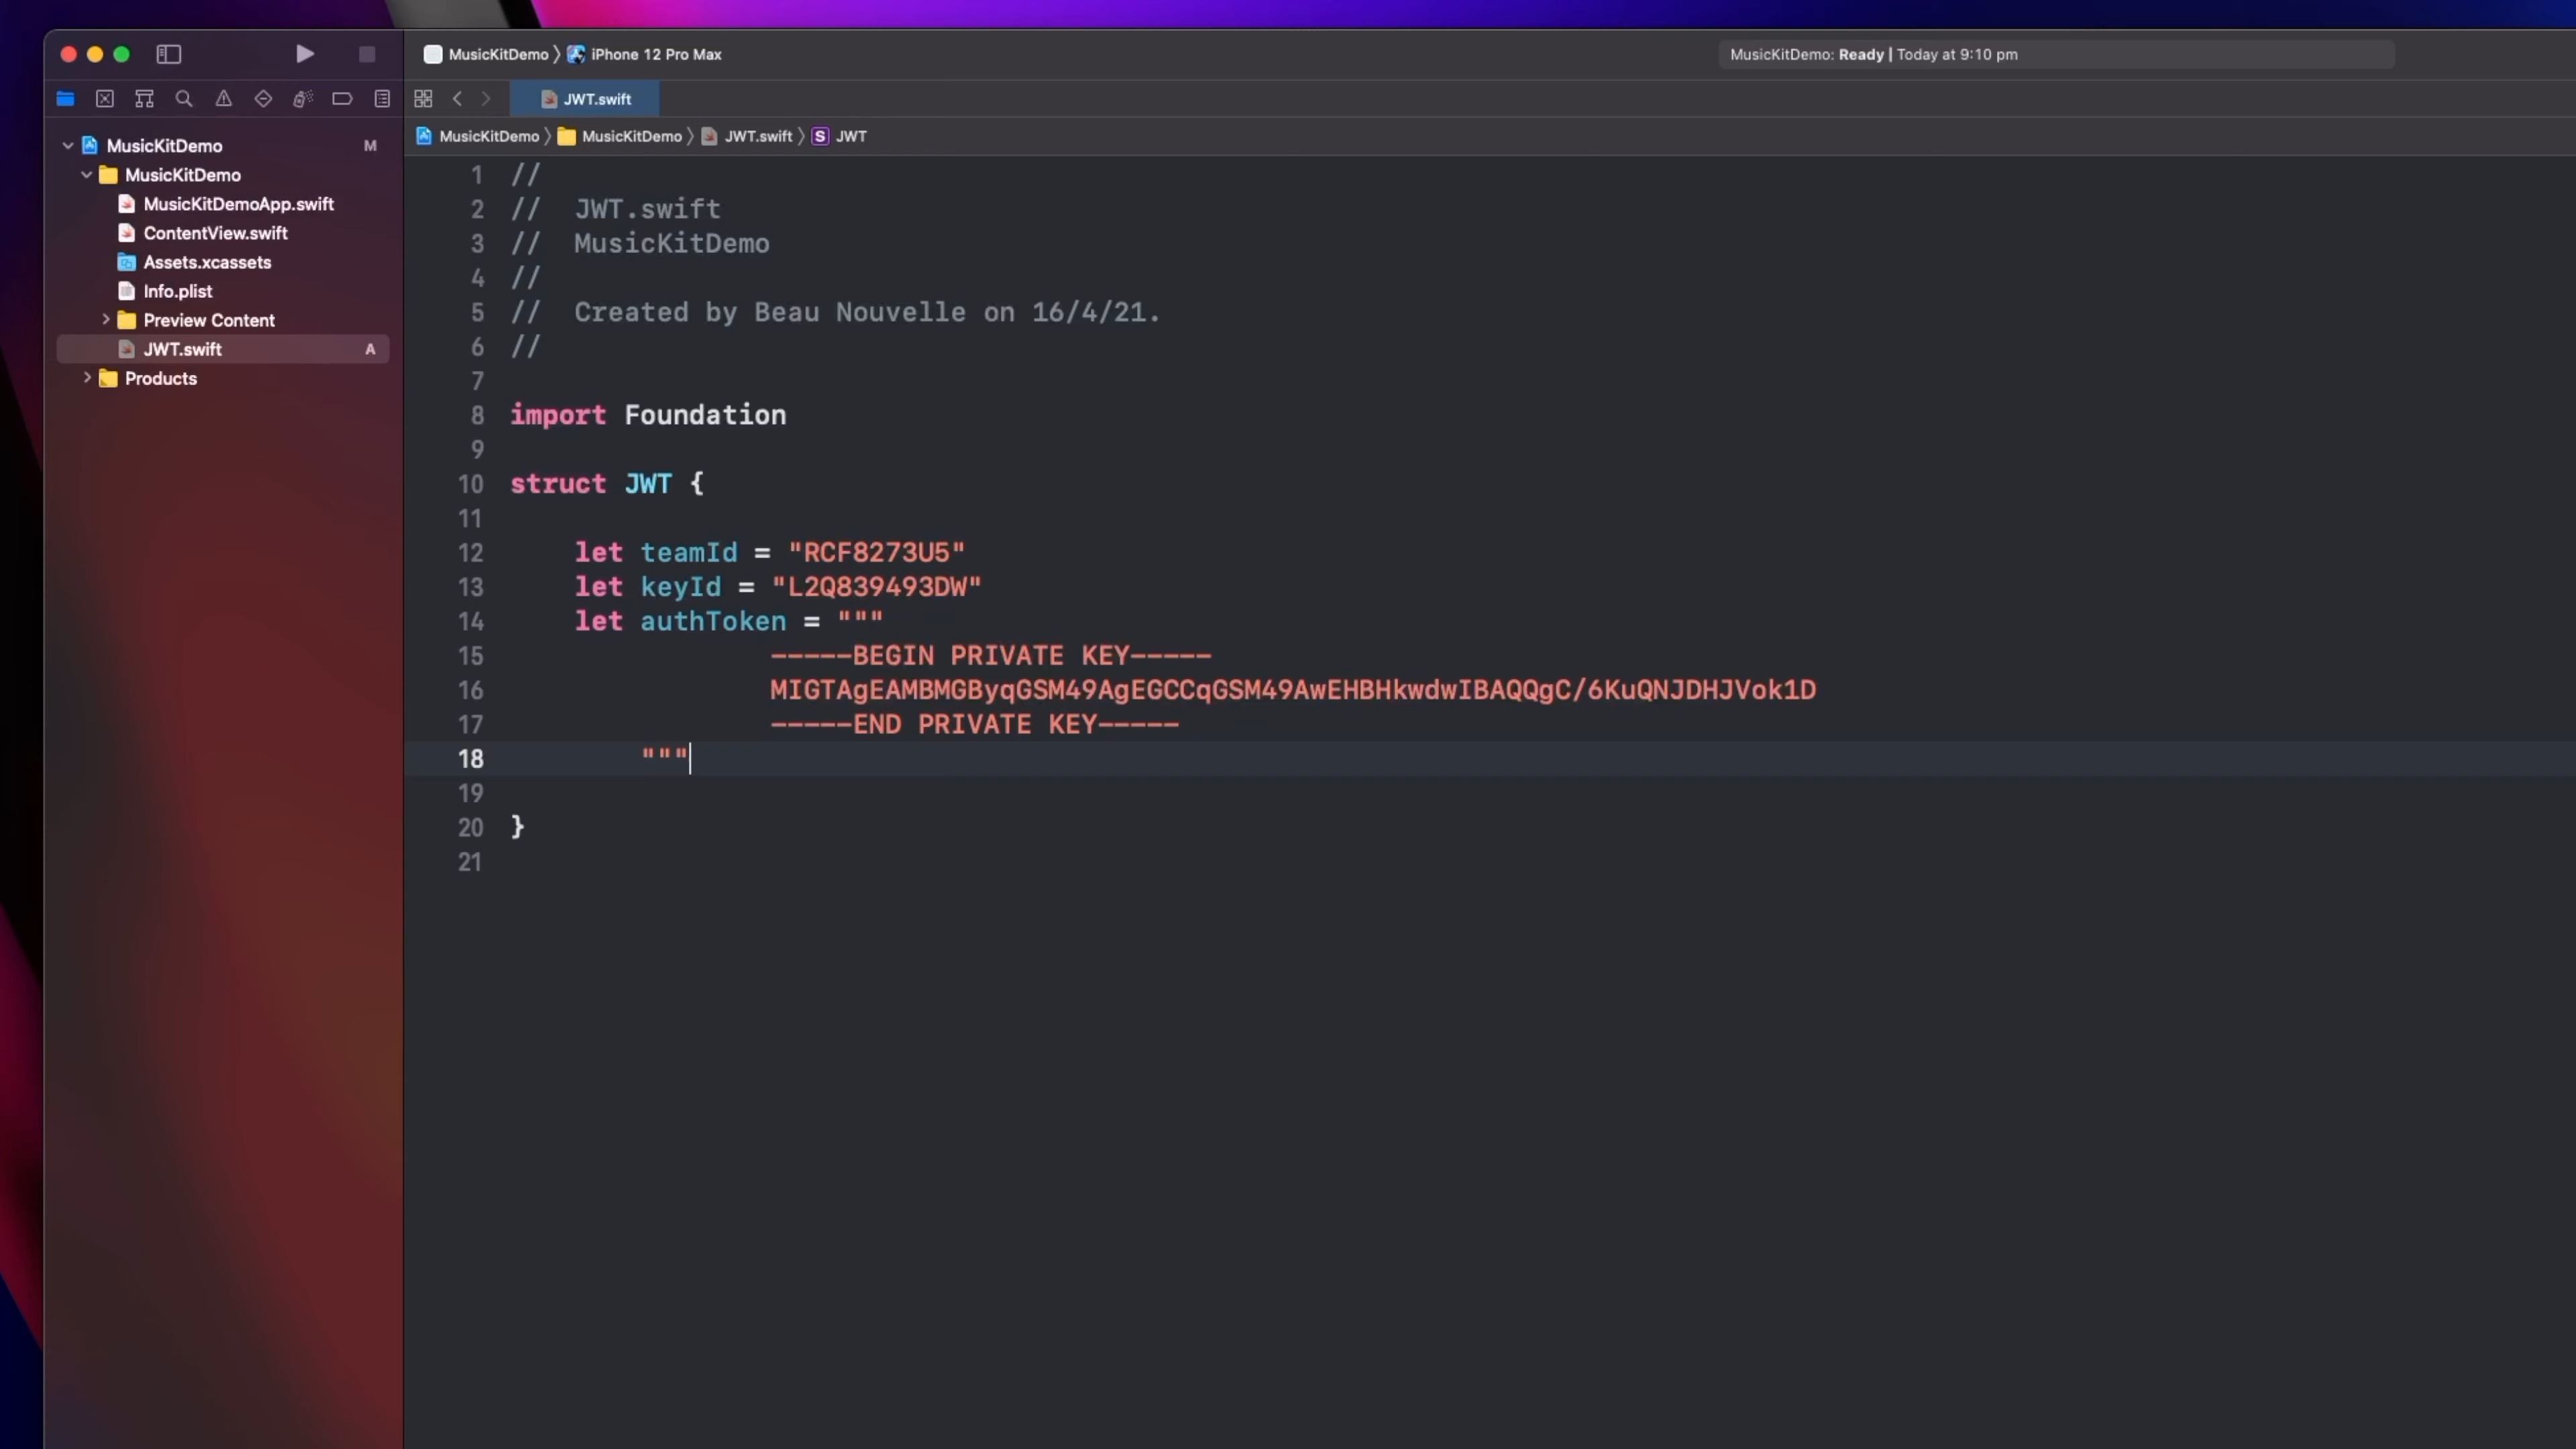 MusicKitDemo 〉 iPhone 12 Pro Max
MusicKitDemo: Ready | Today at 9:10 pm
JWT.swift
MusicKitDemo 〉 MusicKitDemo 〉 JWT.swift 〉 S JWT
MusicKitDemo M
MusicKitDemo
MusicKitDemoApp.swift
ContentView.swift
Assets.xcassets
Info.plist
Preview Content
JWT.swift A
Products
1 //
2 // JWT.swift
3 // MusicKitDemo
4 //
5 // Created by Beau Nouvelle on 16/4/21.
6 //
7
8 import Foundation
9
10 struct JWT {
11
12 let teamId = "RCF8273U5"
13 let keyId = "L2Q839493DW"
14 let authToken = """
15 -----BEGIN PRIVATE KEY-----
16 MIGTAgEAMBMGByqGSM49AgEGCCqGSM49AwEHBHkwdwIBAQQgC/6KuQNJDHJVok1D
17 -----END PRIVATE KEY-----
18 """
19
20 }
21